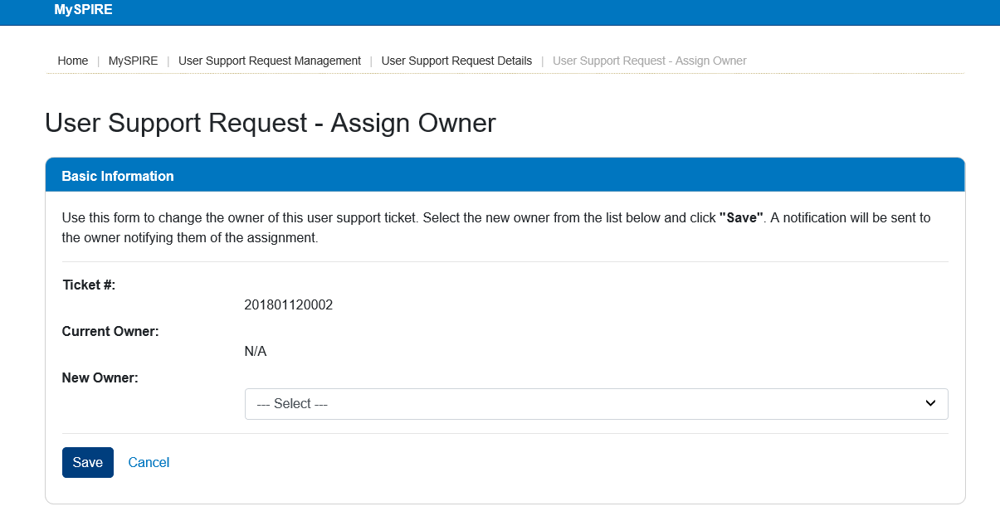 MySPIRE
Home | MySPIRE | User Support Request Management | User Support Request Details | User Support Request - Assign Owner
User Support Request - Assign Owner
Basic Information
Use this form to change the owner of this user support ticket. Select the new owner from the list below and click "Save". A notification will be sent to
the owner notifying them of the assignment.
Ticket #:
201801120002
Current Owner:
N/A
New Owner:
--- Select ---
Save Cancel